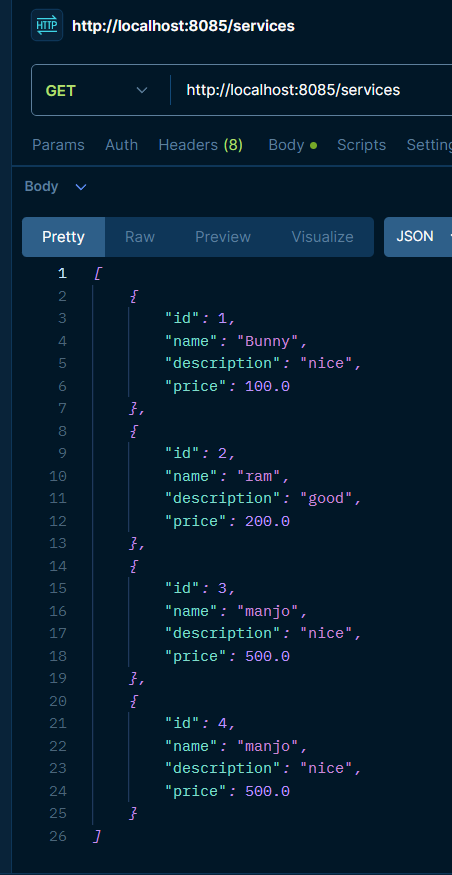 HTTP http://localhost:8085/services
GET http://localhost:8085/services
Params Auth Headers (8) Body Scripts Setting
Body
Pretty Raw Preview Visualize JSON
1 [
2 {
3 "id": 1,
4 "name": "Bunny",
5 "description": "nice",
6 "price": 100.0
7 },
8 {
9 "id": 2,
10 "name": "ram",
11 "description": "good",
12 "price": 200.0
13 },
14 {
15 "id": 3,
16 "name": "manjo",
17 "description": "nice",
18 "price": 500.0
19 },
20 {
21 "id": 4,
22 "name": "manjo",
23 "description": "nice",
24 "price": 500.0
25 }
26 ]